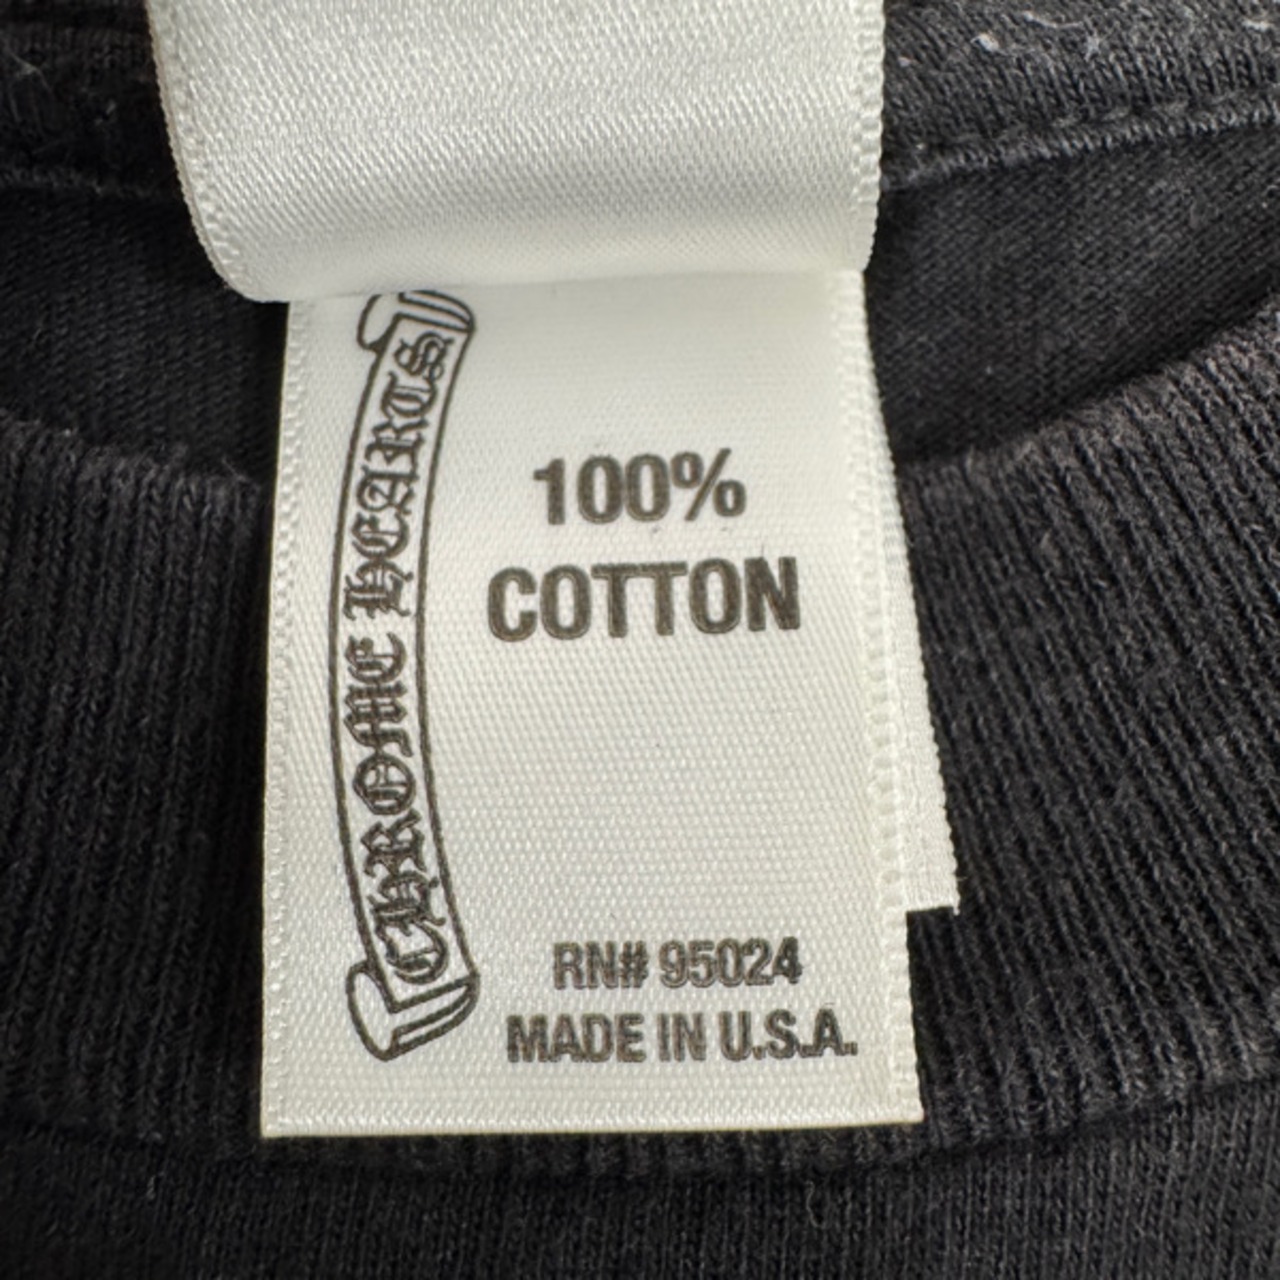 CHROME HEARTS
100%
COTTON
RN# 95024
MADE IN U.S.A.